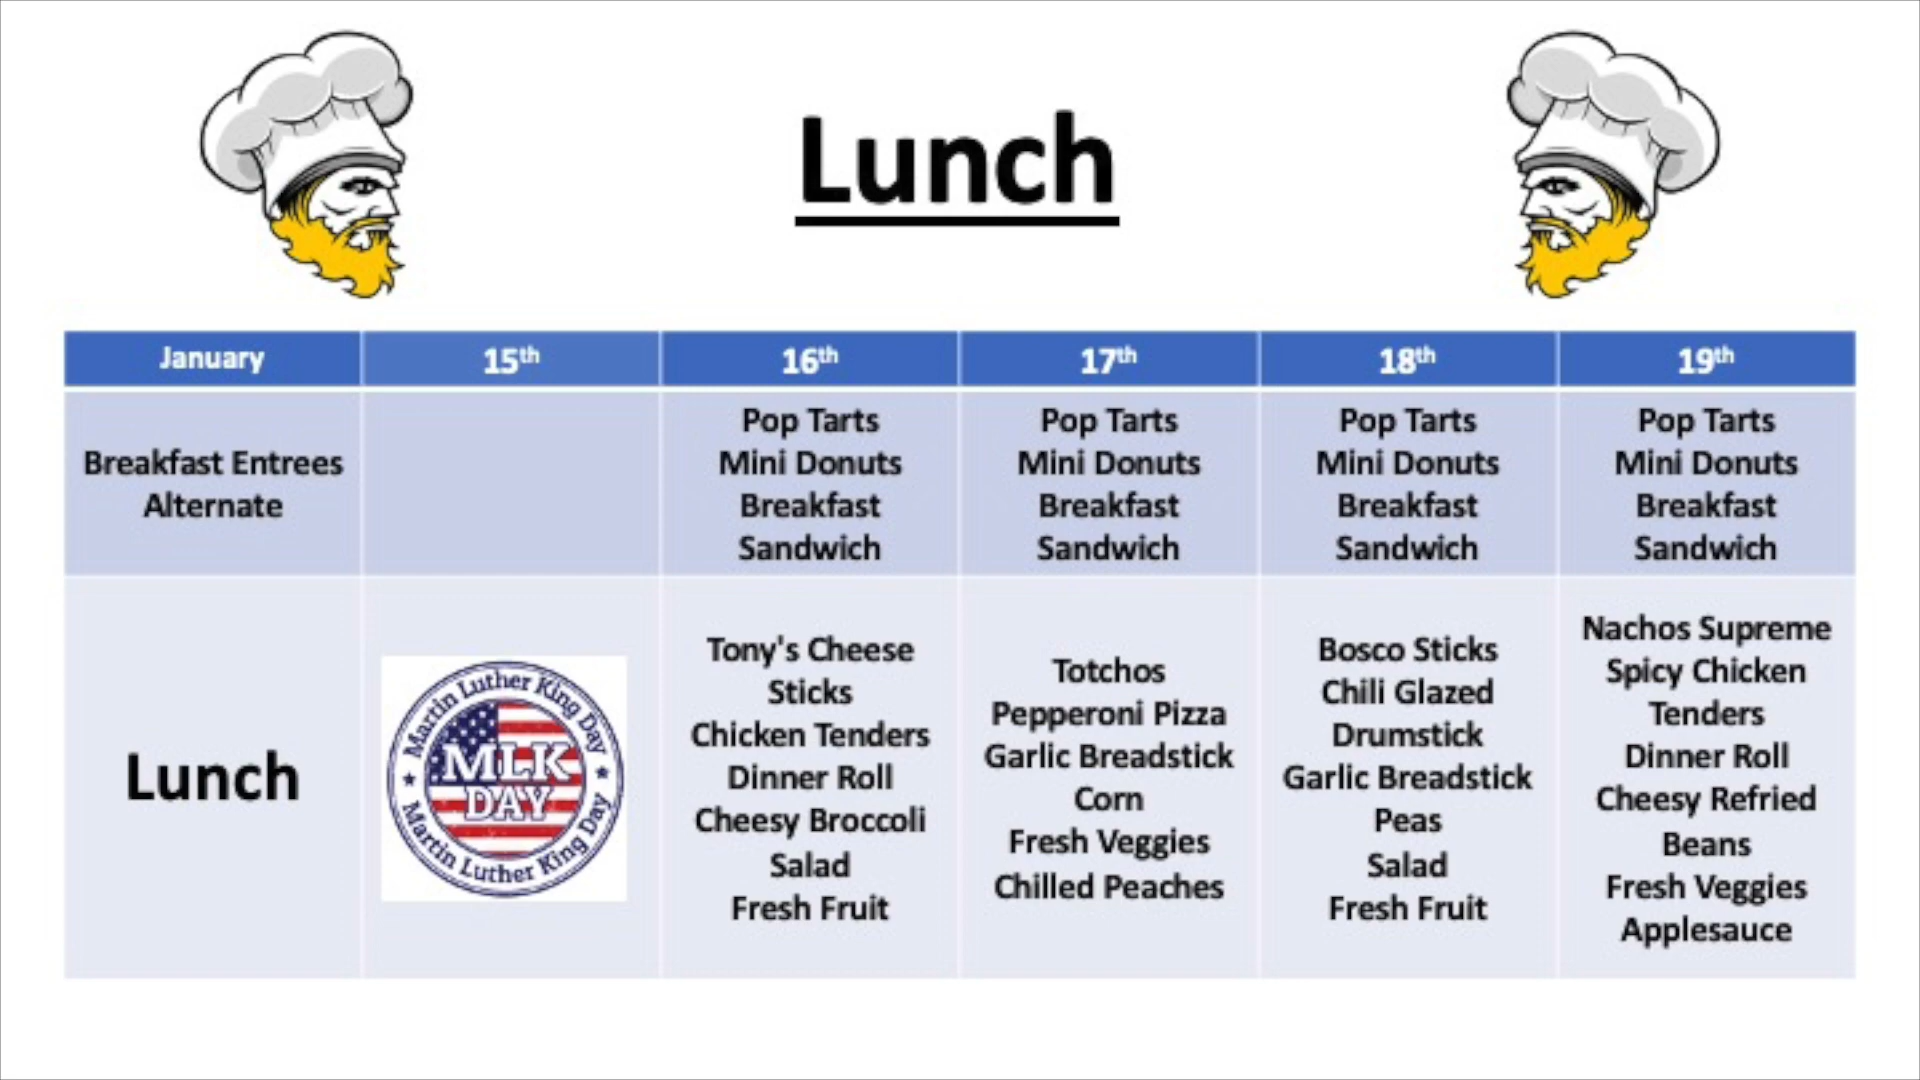 Lunch
January 15th 16th 17th 18th 19th
Breakfast Entrees
Alternate
Pop Tarts
Mini Donuts
Breakfast
Sandwich
Pop Tarts
Mini Donuts
Breakfast
Sandwich
Pop Tarts
Mini Donuts
Breakfast
Sandwich
Pop Tarts
Mini Donuts
Breakfast
Sandwich
Lunch
Martin Luther King Day
MLK
DAY
Martin Luther King Day
Tony's Cheese
Sticks
Chicken Tenders
Dinner Roll
Cheesy Broccoli
Salad
Fresh Fruit
Totchos
Pepperoni Pizza
Garlic Breadstick
Corn
Fresh Veggies
Chilled Peaches
Bosco Sticks
Chili Glazed
Drumstick
Garlic Breadstick
Peas
Salad
Fresh Fruit
Nachos Supreme
Spicy Chicken
Tenders
Dinner Roll
Cheesy Refried
Beans
Fresh Veggies
Applesauce